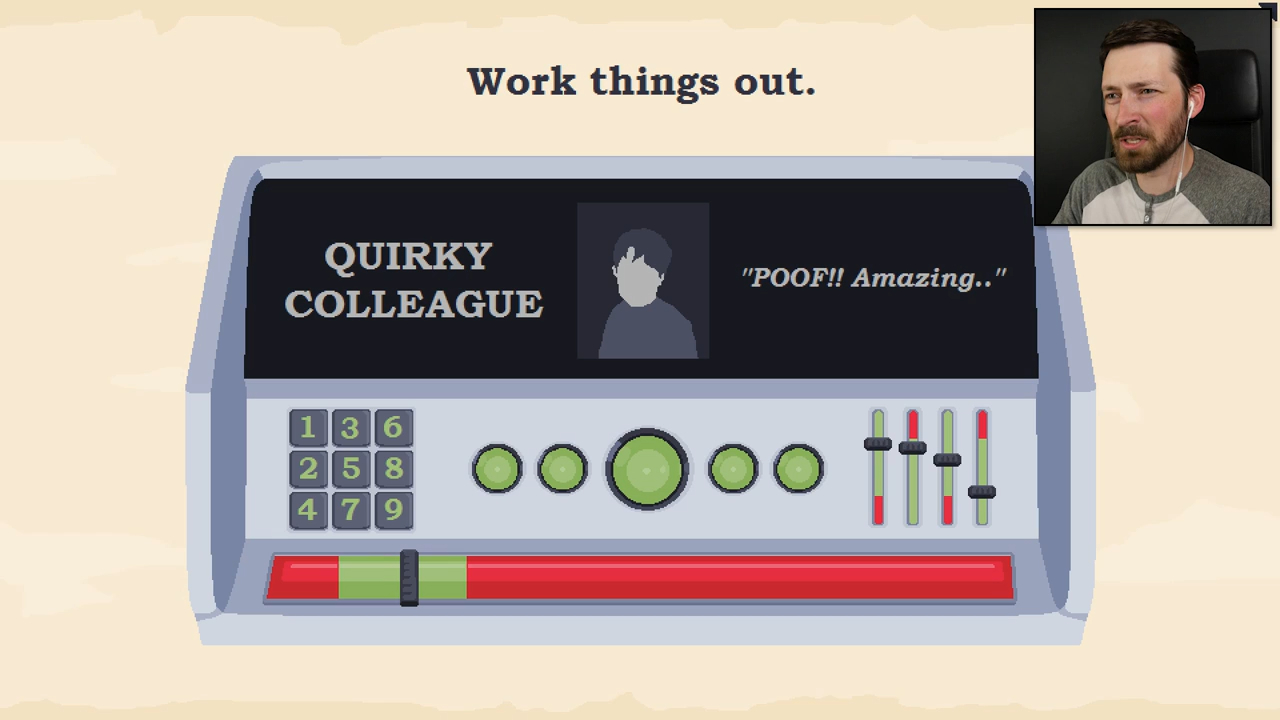 Work things out.
QUIRKY
COLLEAGUE
"POOF!! Amazing.."
1 3 6
2 5 8
4 7 9